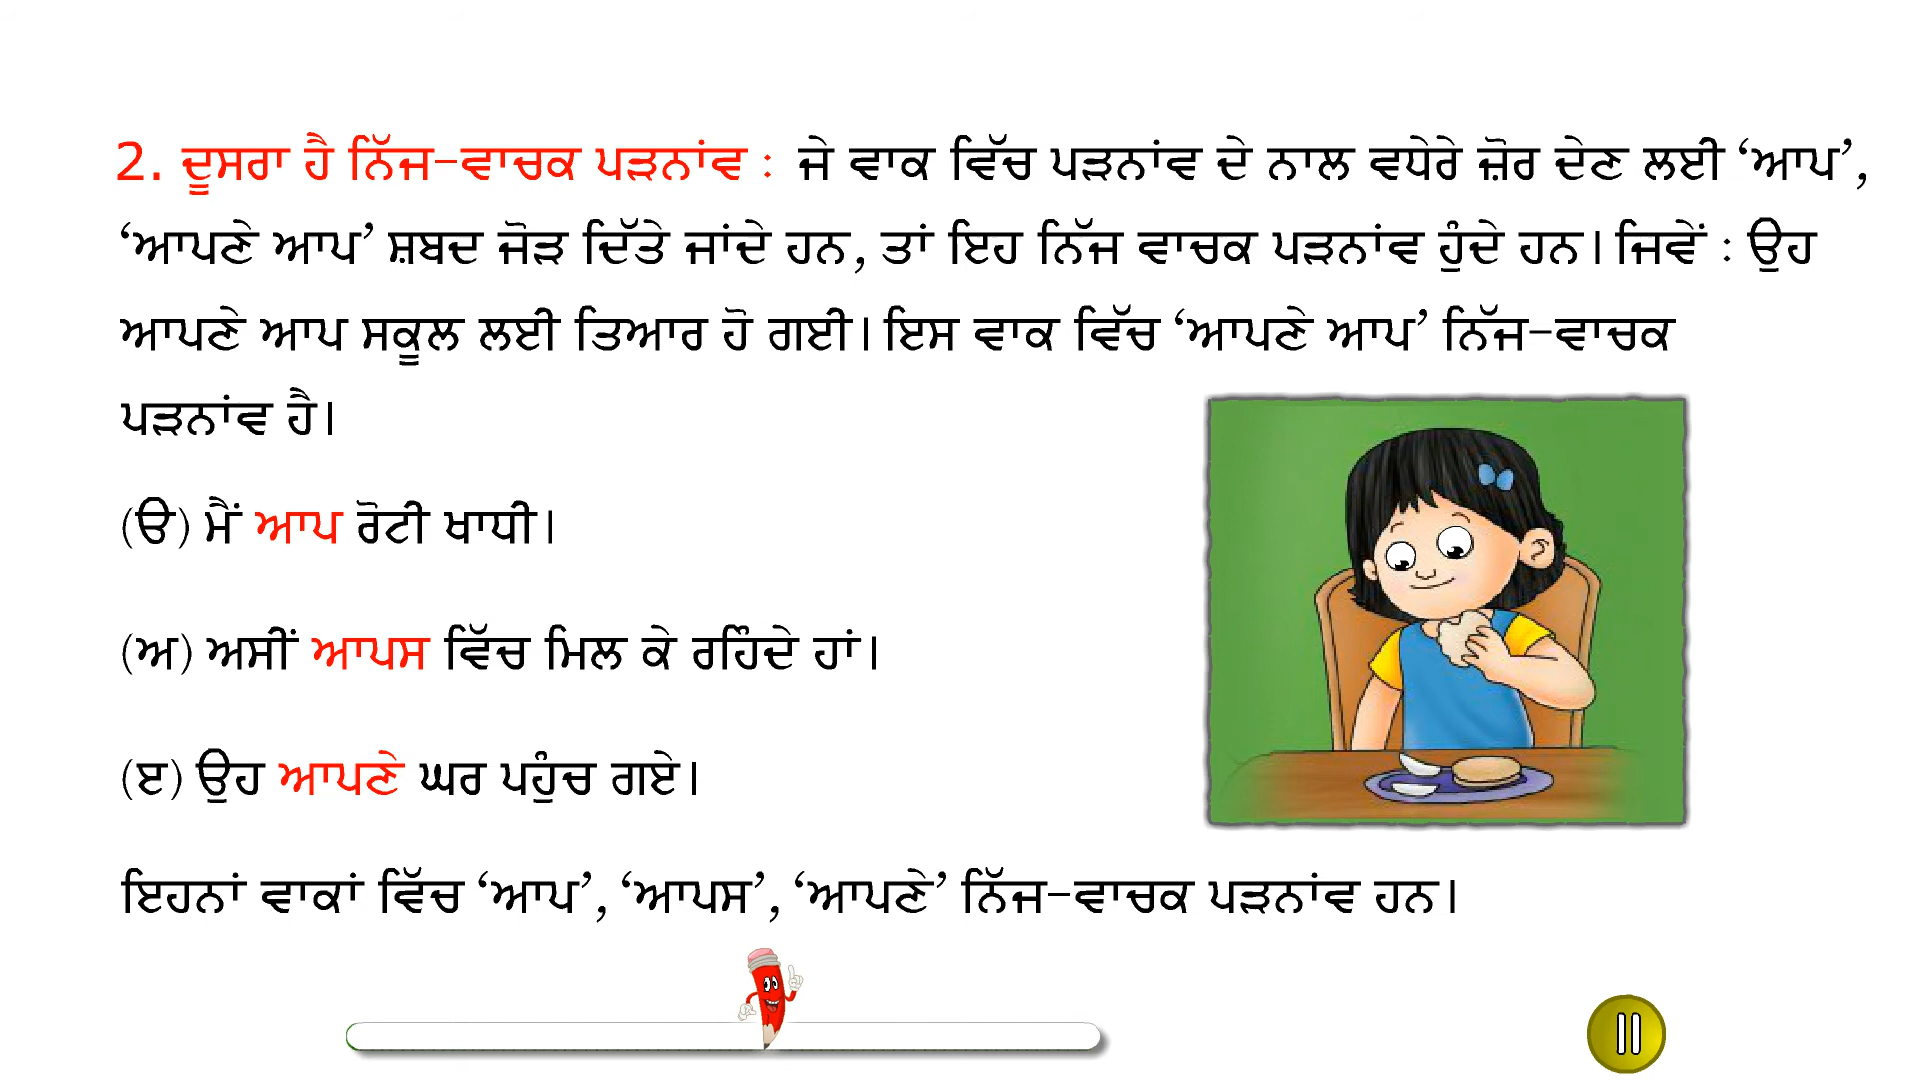 2. ਦੂਸਰਾ ਹੈ ਨਿੱਜ-ਵਾਚਕ ਪੜਨਾਂਵ : ਜੇ ਵਾਕ ਵਿੱਚ ਪੜਨਾਂਵ ਦੇ ਨਾਲ ਵਧੇਰੇ ਜ਼ੋਰ ਦੇਣ ਲਈ ‘ਆਪ’,
‘ਆਪਣੇ ਆਪ’ ਸ਼ਬਦ ਜੋੜ ਦਿੱਤੇ ਜਾਂਦੇ ਹਨ, ਤਾਂ ਇਹ ਨਿੱਜ ਵਾਚਕ ਪੜਨਾਂਵ ਹੁੰਦੇ ਹਨ। ਜਿਵੇਂ : ਉਹ
ਆਪਣੇ ਆਪ ਸਕੂਲ ਲਈ ਤਿਆਰ ਹੋ ਗਈ। ਇਸ ਵਾਕ ਵਿੱਚ ‘ਆਪਣੇ ਆਪ’ ਨਿੱਜ-ਵਾਚਕ
ਪੜਨਾਂਵ ਹੈ।
(ੳ) ਮੈਂ ਆਪ ਰੋਟੀ ਖਾਧੀ।
(ਅ) ਅਸੀਂ ਆਪਸ ਵਿੱਚ ਮਿਲ ਕੇ ਰਹਿੰਦੇ ਹਾਂ।
(ੲ) ਉਹ ਆਪਣੇ ਘਰ ਪਹੁੰਚ ਗਏ।
ਇਹਨਾਂ ਵਾਕਾਂ ਵਿੱਚ ‘ਆਪ’, ‘ਆਪਸ’, ‘ਆਪਣੇ’ ਨਿੱਜ-ਵਾਚਕ ਪੜਨਾਂਵ ਹਨ।